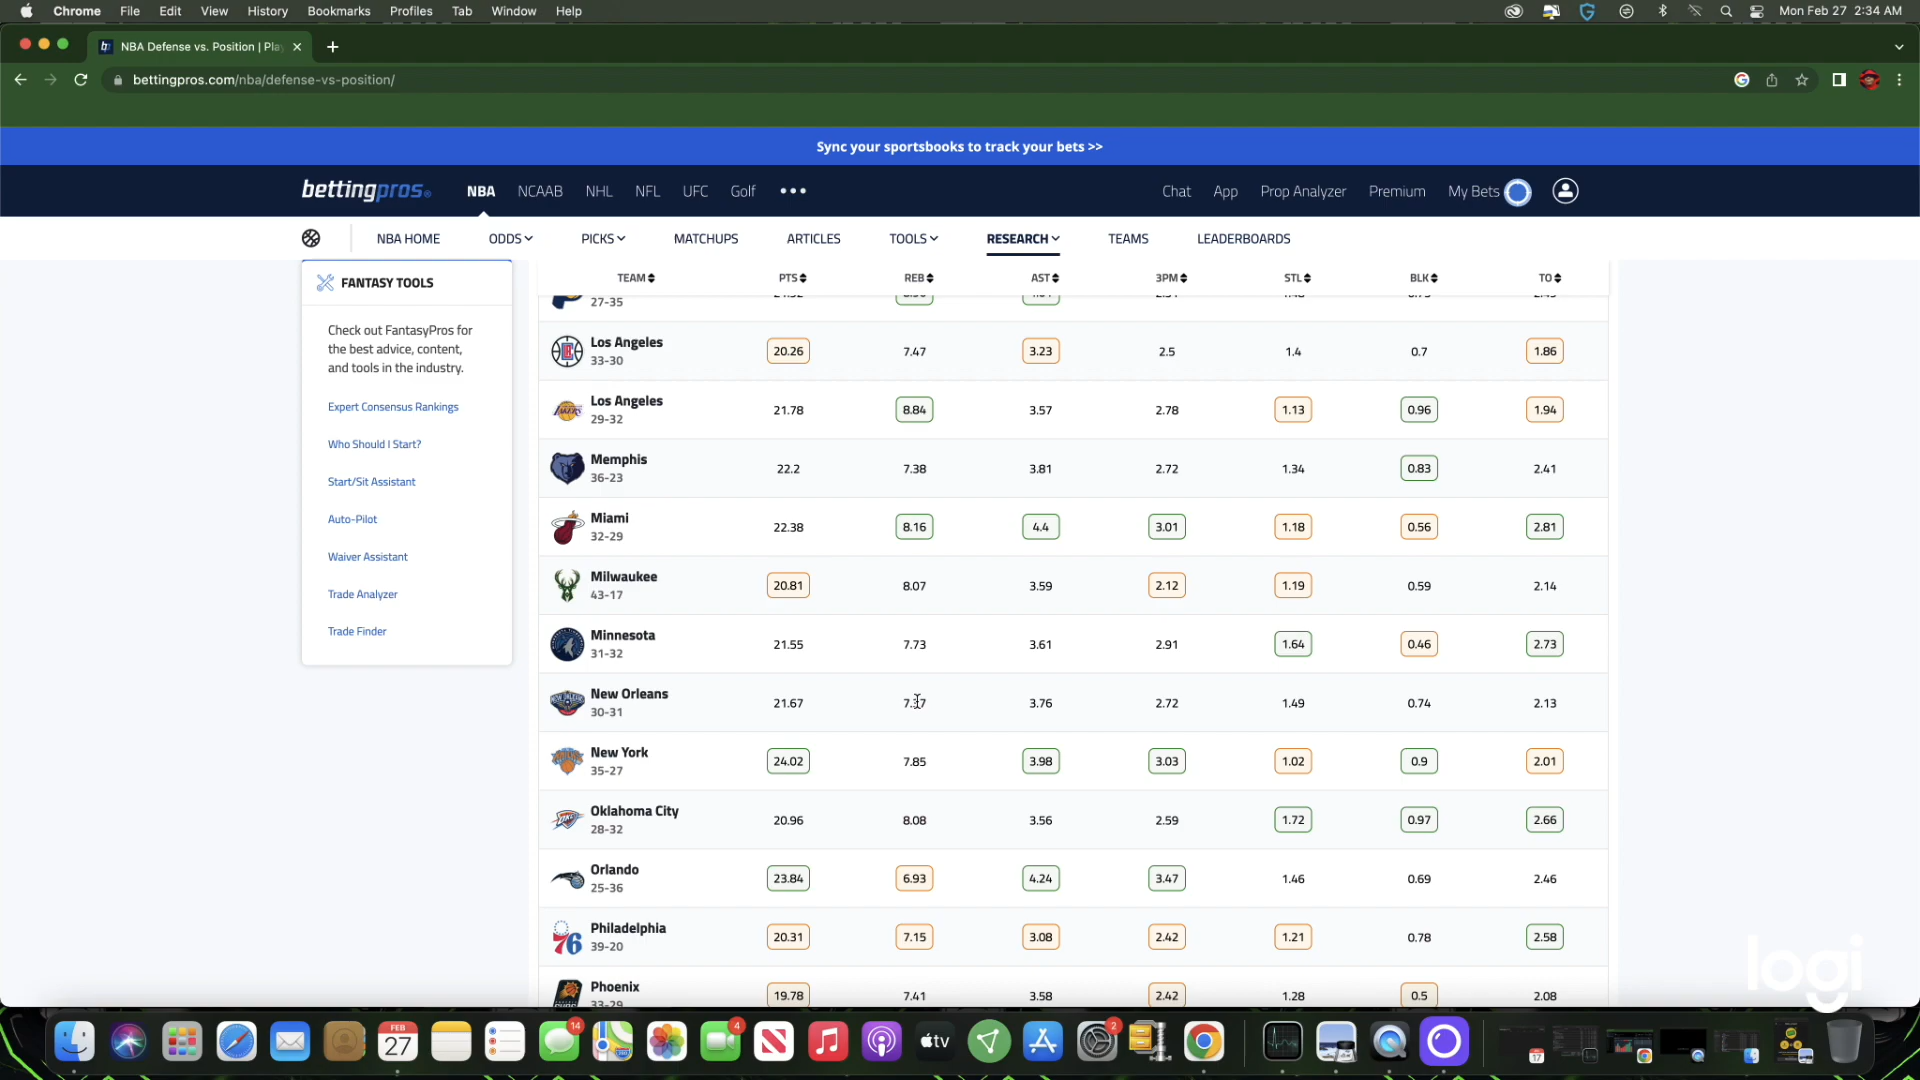 Chrome File Edit View History Bookmarks Profiles Tab Window Help Mon Feb 27 2:34 AM
NBA Defense vs. Position | Pla
bettingpros.com/nba/defense-vs-position/
Sync your sportsbooks to track your bets >>
bettingpros NBA NCAAB NHL NFL UFC Golf ••• Chat App Prop Analyzer Premium My Bets
NBA HOME ODDS PICKS MATCHUPS ARTICLES TOOLS RESEARCH TEAMS LEADERBOARDS
FANTASY TOOLS
Check out FantasyPros for
the best advice, content,
and tools in the industry.
Expert Consensus Rankings
Who Should I Start?
Start/Sit Assistant
Auto-Pilot
Waiver Assistant
Trade Analyzer
Trade Finder
TEAM PTS REB AST 3PM STL BLK TO
27-35
Los Angeles
33-30
20.26 7.47 3.23 2.5 1.4 0.7 1.86
Los Angeles
29-32
21.78 8.84 3.57 2.78 1.13 0.96 1.94
Memphis
36-23
22.2 7.38 3.81 2.72 1.34 0.83 2.41
Miami
32-29
22.38 8.16 4.4 3.01 1.18 0.56 2.81
Milwaukee
43-17
20.81 8.07 3.59 2.12 1.19 0.59 2.14
Minnesota
31-32
21.55 7.73 3.61 2.91 1.64 0.46 2.73
New Orleans
30-31
21.67 3.76 2.72 1.49 0.74 2.13
New York
35-27
24.02 7.85 3.98 3.03 1.02 0.9 2.01
Oklahoma City
28-32
20.96 8.08 3.56 2.59 1.72 0.97 2.66
Orlando
25-36
23.84 6.93 4.24 3.47 1.46 0.69 2.46
Philadelphia
39-20
20.31 7.15 3.08 2.42 1.21 0.78 2.58
Phoenix
33-29
19.78 7.41 3.58 2.42 1.28 0.5 2.08
logi
FEB
27
14
4
tv
2
17